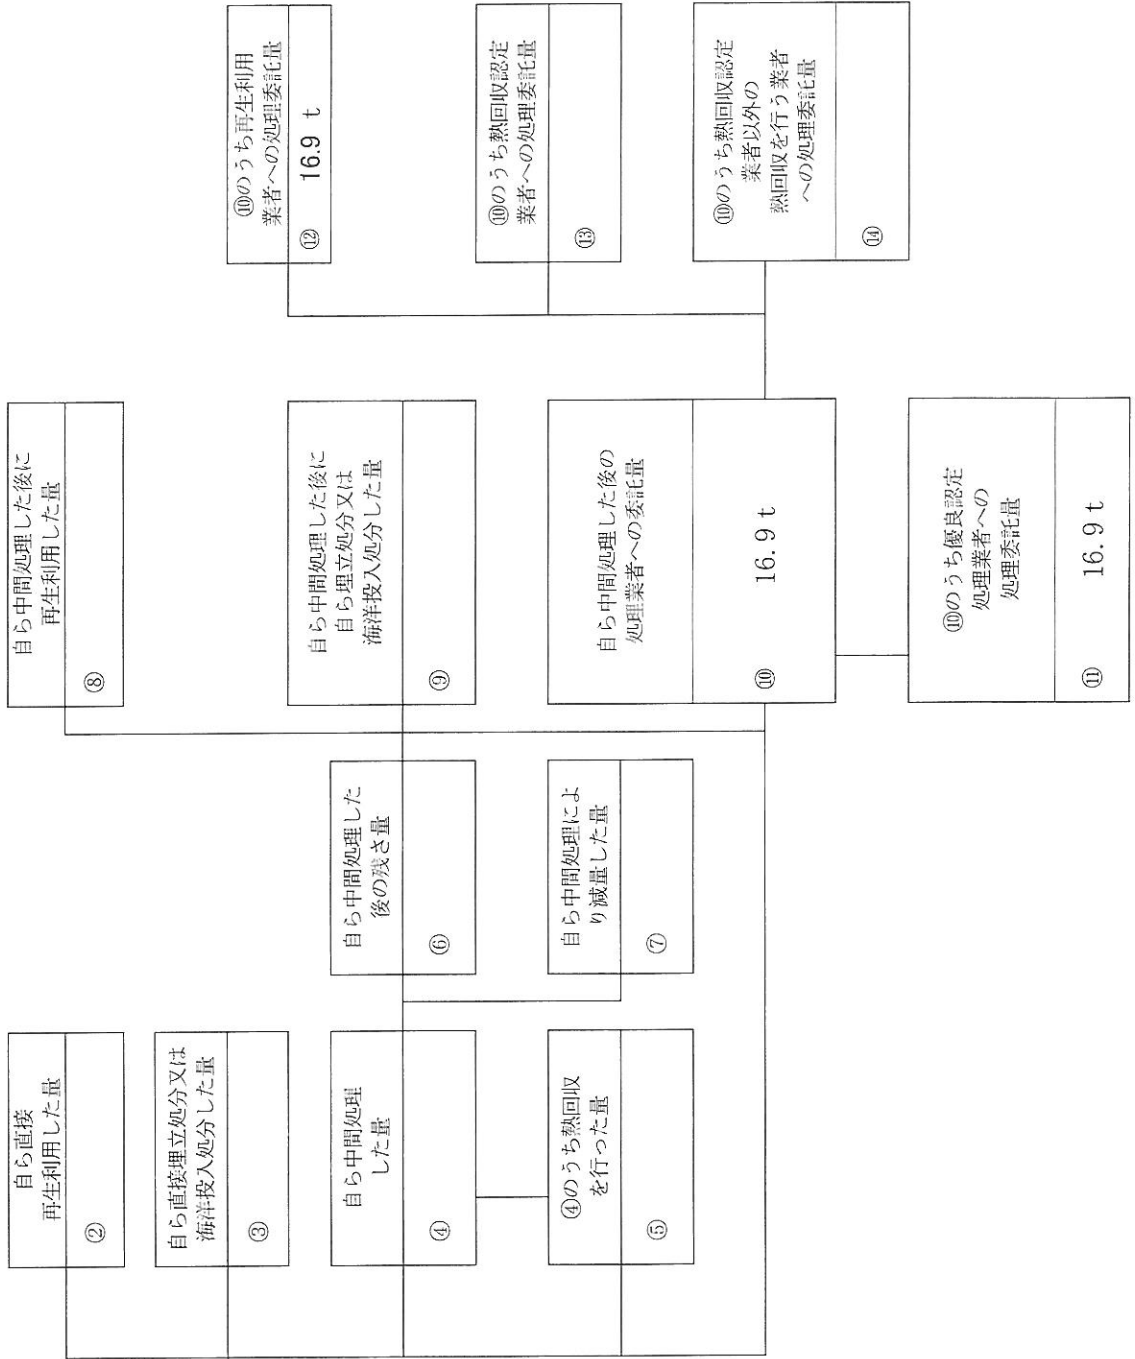 自ら直接
再生利用した量
②
自ら直接埋立処分又は
海洋投入処分した量
③
自ら中間処理
した量
④
④のうち熱回収
を行った量
⑤
自ら中間処理した
後の残さ量
⑥
自ら中間処理によ
り減量した量
⑦
自ら中間処理した後に
再生利用した量
⑧
自ら中間処理した後に
自ら埋立処分又は
海洋投入処分した量
⑨
自ら中間処理した後の
処理業者への委託量
⑩ 16.9 t
⑩のうち優良認定
処理業者への
処理委託量
⑪ 16.9 t
⑩のうち再生利用
業者への処理委託量
⑫ 16.9 t
⑩のうち熱回収認定
業者への処理委託量
⑬
⑩のうち熱回収認定
業者以外の
熱回収を行う業者
への処理委託量
⑭